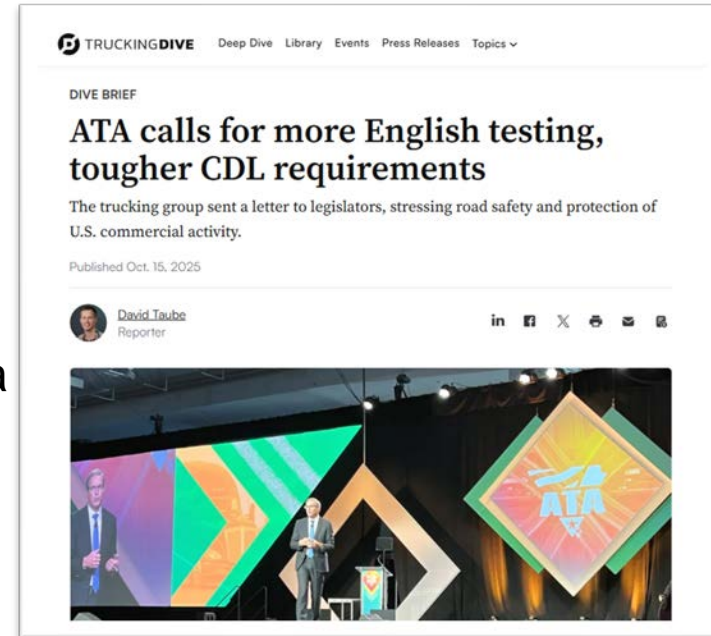 TRUCKINGDIVE Deep Dive Library Events Press Releases Topics
DIVE BRIEF
ATA calls for more English testing,
tougher CDL requirements
The trucking group sent a letter to legislators, stressing road safety and protection of
U.S. commercial activity.
Published Oct. 15, 2025
David Taube
Reporter
a
ATA